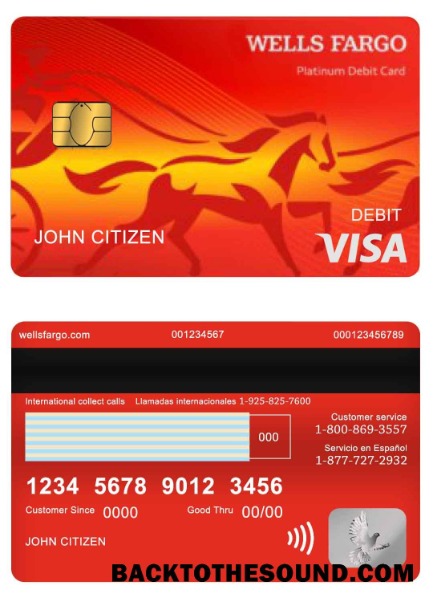 WELLS FARGO
Platinum Debit Card
DEBIT
JOHN CITIZEN
VISA
wellsfargo.com 001234567 000123456789
International collect calls Llamadas internacionales 1-925-825-7600
Customer service
000 1-800-869-3557
Servicio en Español
1-877-727-2932
1234 5678 9012 3456
Customer Since 0000 Good Thru 00/00
JOHN CITIZEN
BACKTOTHESOUND.COM